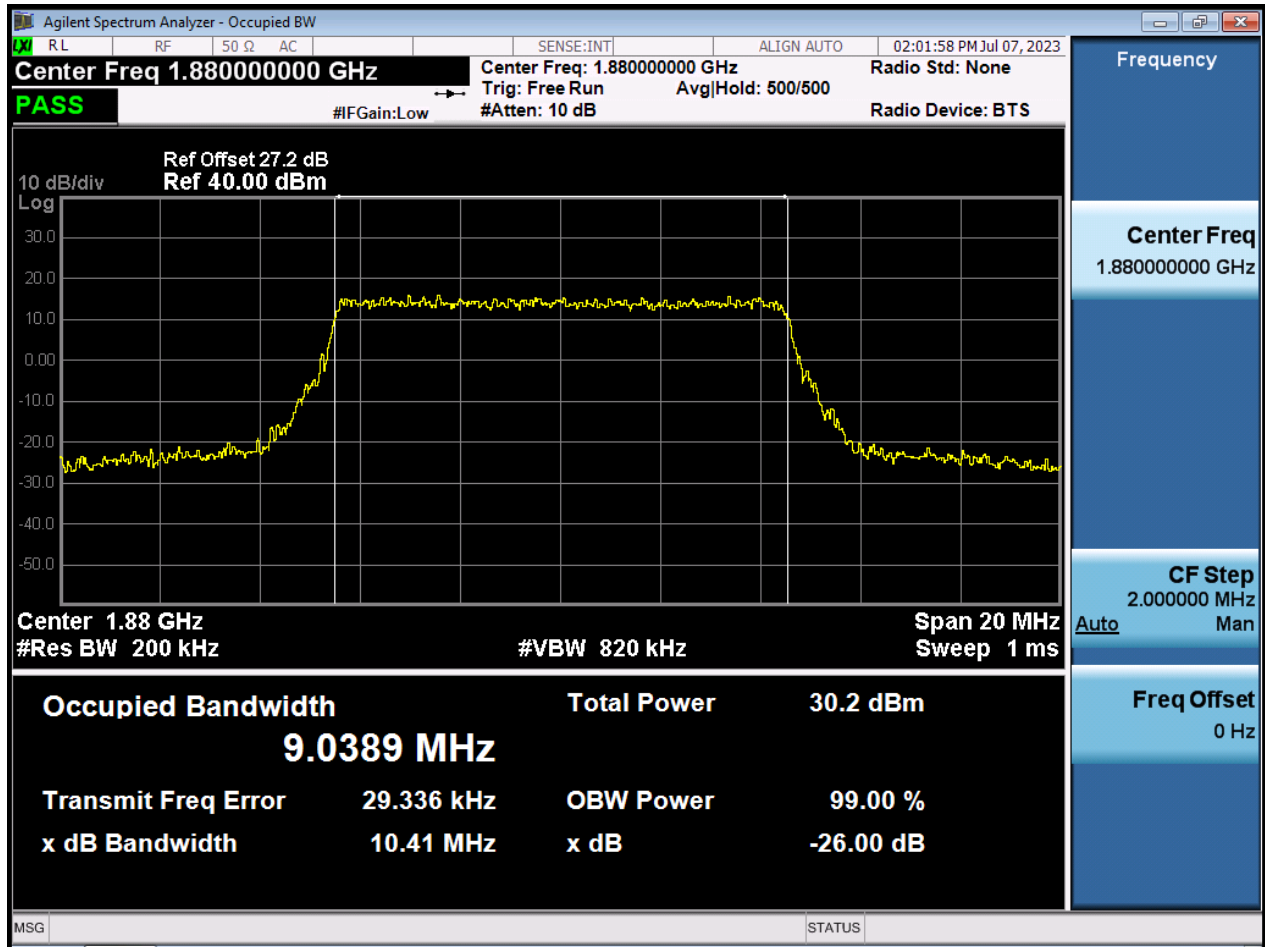 Agilent Spectrum Analyzer - Occupied BW
LXI RL RF 50 Ω AC SENSE:INT ALIGN AUTO 02:01:58 PM Jul 07, 2023
Center Freq 1.880000000 GHz
Center Freq: 1.880000000 GHz
Radio Std: None
Trig: Free Run Avg|Hold: 500/500
PASS
#IFGain:Low
#Atten: 10 dB
Radio Device: BTS
Ref Offset 27.2 dB
10 dB/div Ref 40.00 dBm
Log
30.0
20.0
10.0
0.00
-10.0
-20.0
-30.0
-40.0
-50.0
Center 1.88 GHz
Span 20 MHz
#Res BW 200 kHz
#VBW 820 kHz
Sweep 1 ms
Occupied Bandwidth
9.0389 MHz
Total Power 30.2 dBm
Transmit Freq Error 29.336 kHz
OBW Power 99.00 %
x dB Bandwidth 10.41 MHz
x dB -26.00 dB
MSG
STATUS
Frequency
Center Freq
1.880000000 GHz
CF Step
2.000000 MHz
Auto Man
Freq Offset
0 Hz